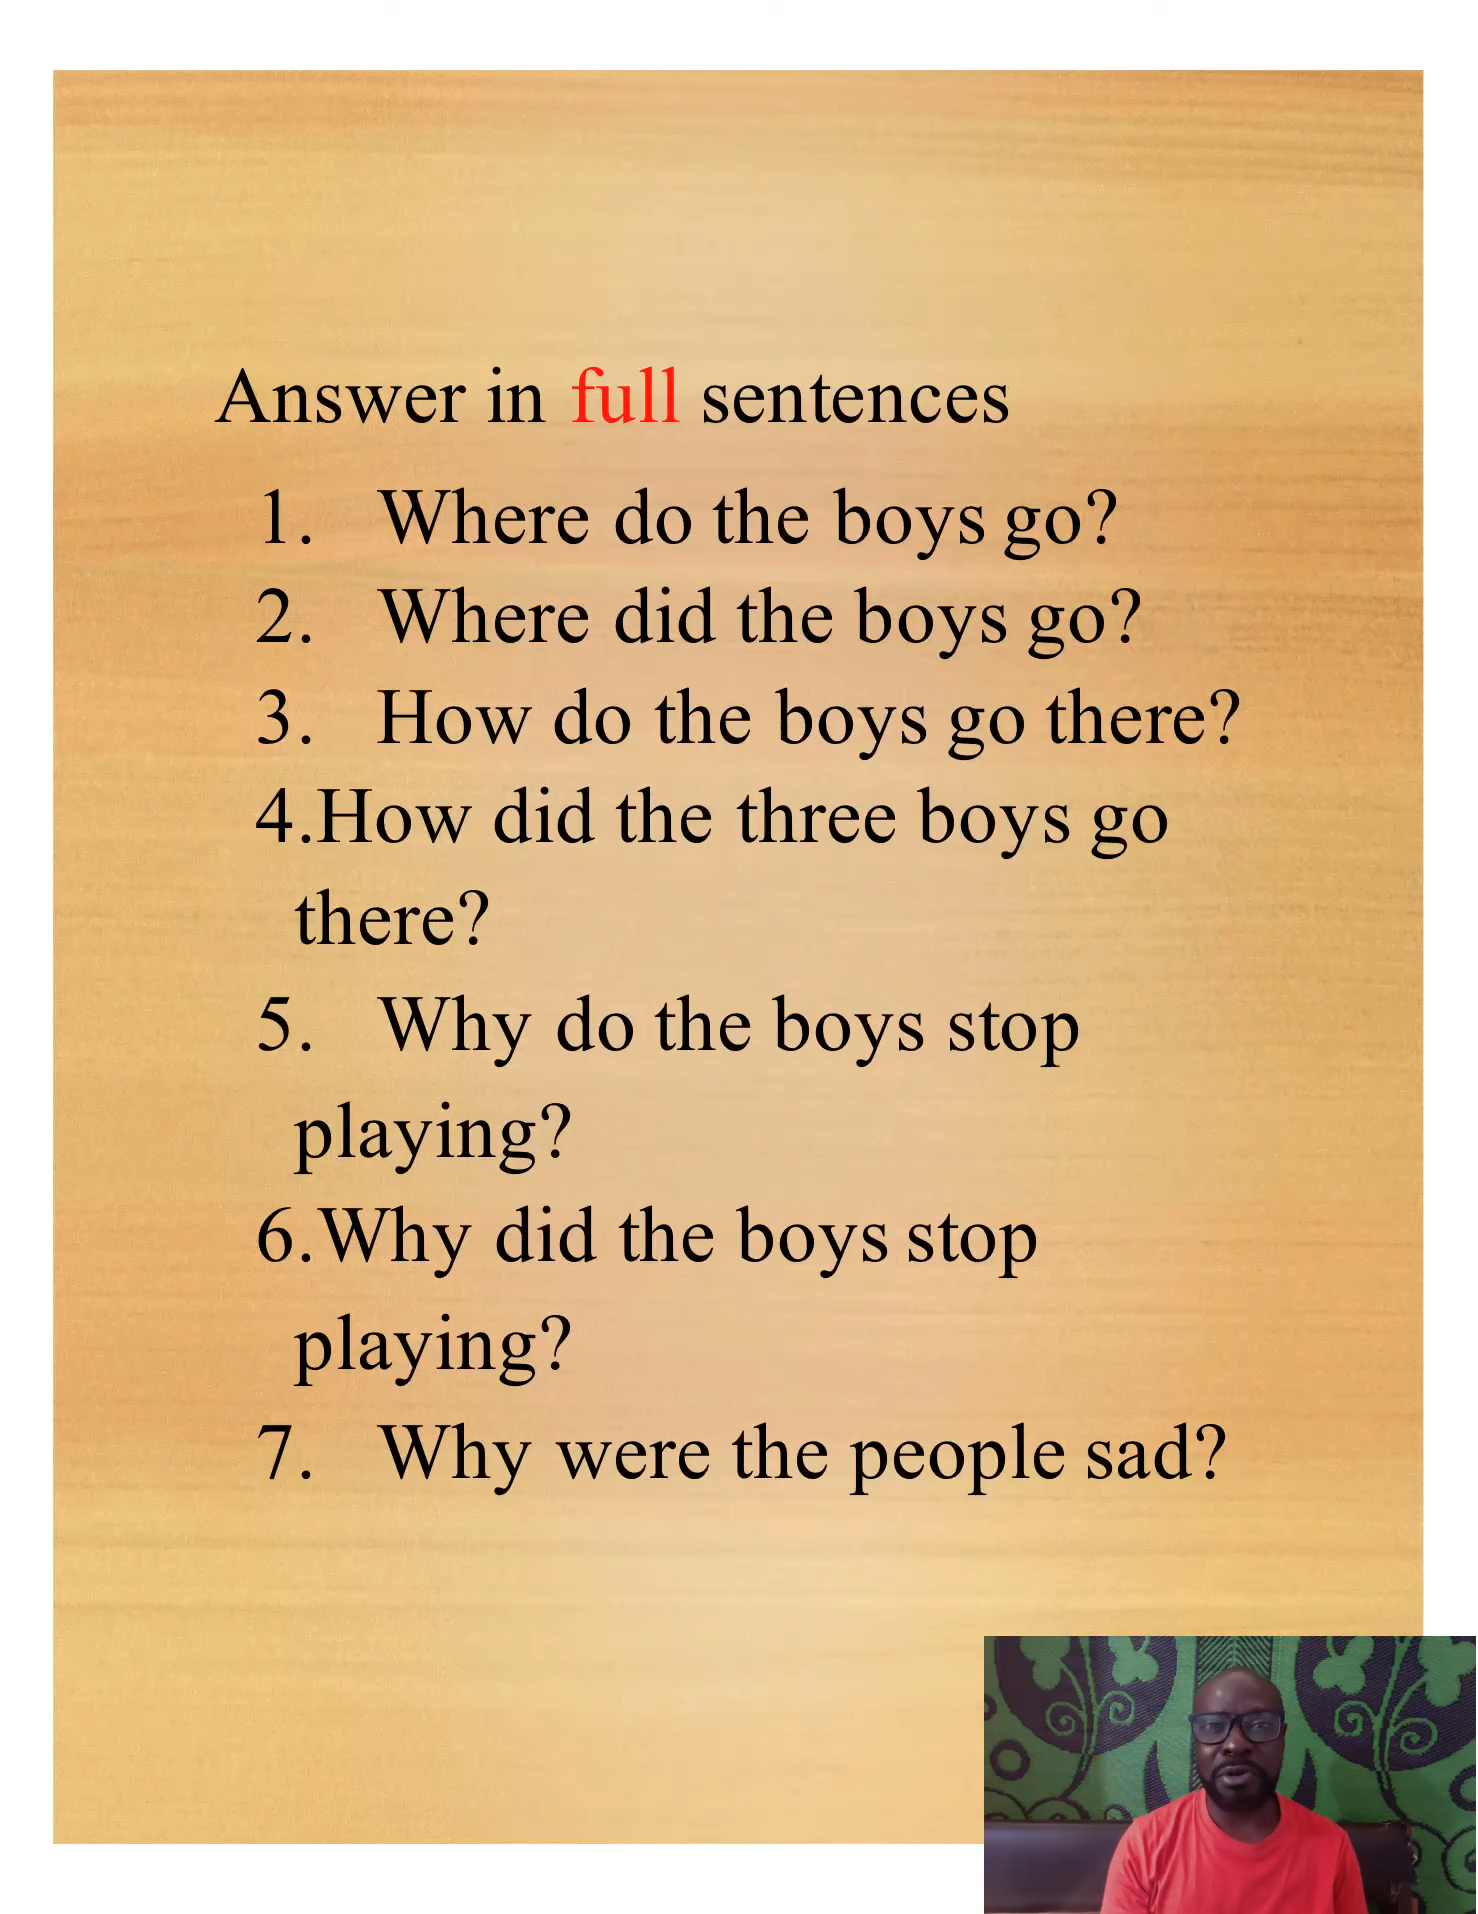 Answer in full sentences
1. Where do the boys go?
2. Where did the boys go?
3. How do the boys go there?
4.How did the three boys go
there?
5. Why do the boys stop
playing?
6.Why did the boys stop
playing?
7. Why were the people sad?